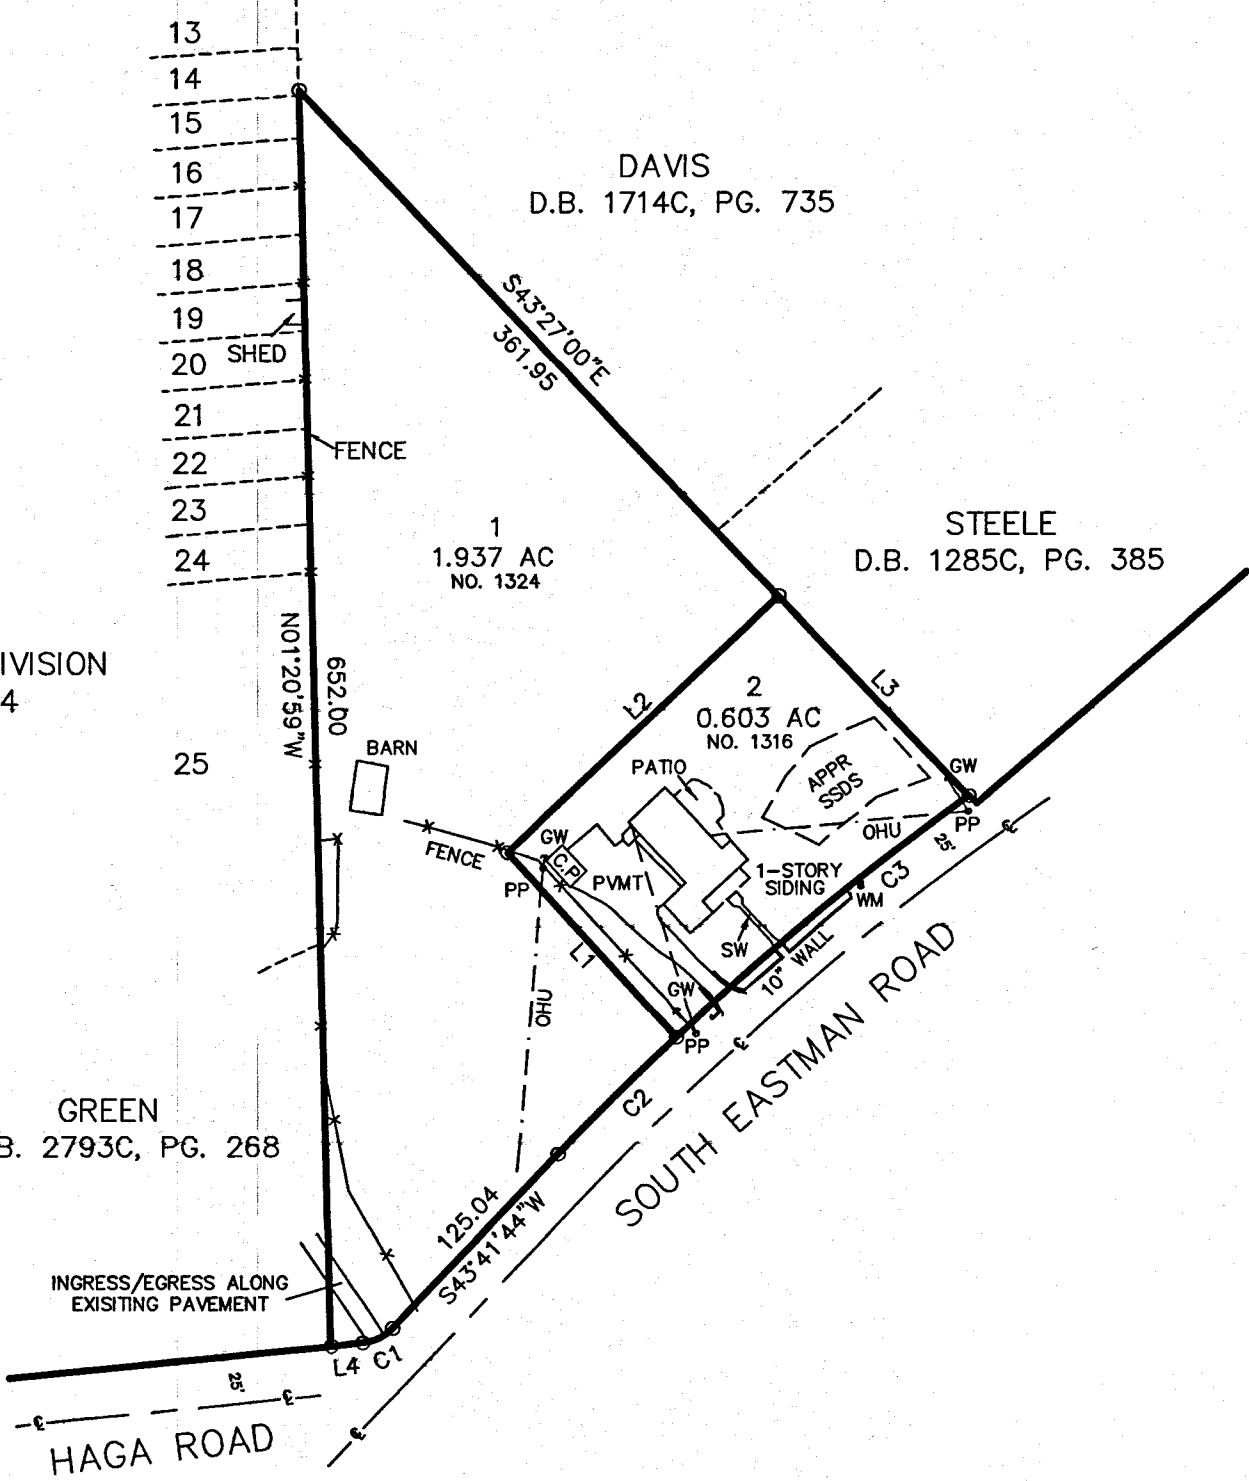 13
14
15
16
17
18
19
SHED
20
21
FENCE
22
23
24
DAVIS
D.B. 1714C, PG. 735
S43°27'00"E
361.95
1
1.937 AC
NO. 1324
STEELE
D.B. 1285C, PG. 385
IVISION
4
N01°20'59"W
652.00
25
BARN
L2
L3
2
0.603 AC
NO. 1316
PATIO
APPR
SSDS
GW
PP
OHU
25'
FENCE
GW
C.P
PP
PVMT
1-STORY
SIDING
WM
C3
SW
10" WALL
L1
GW
PP
OHU
C2
SOUTH EASTMAN ROAD
GREEN
B. 2793C, PG. 268
125.04
S43°41'44"W
INGRESS/EGRESS ALONG
EXISITING PAVEMENT
L4
C1
25'
HAGA ROAD